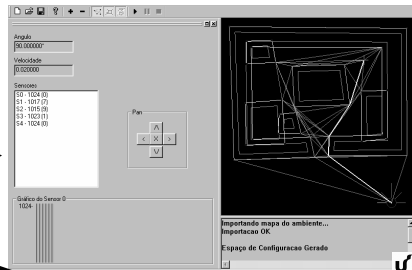 Angulo
90.000000°
Velocidade
0.020000
Sensores
S0 - 1024 (0)
S1 - 1017 (7)
S2 - 1015 (9)
S3 - 1023 (1)
S4 - 1024 (0)
Pan
< X >
Gráfico do Sensor 0
1024-
Importando mapa do ambiente...
Importacao OK
Espaço de Configuracao Gerado